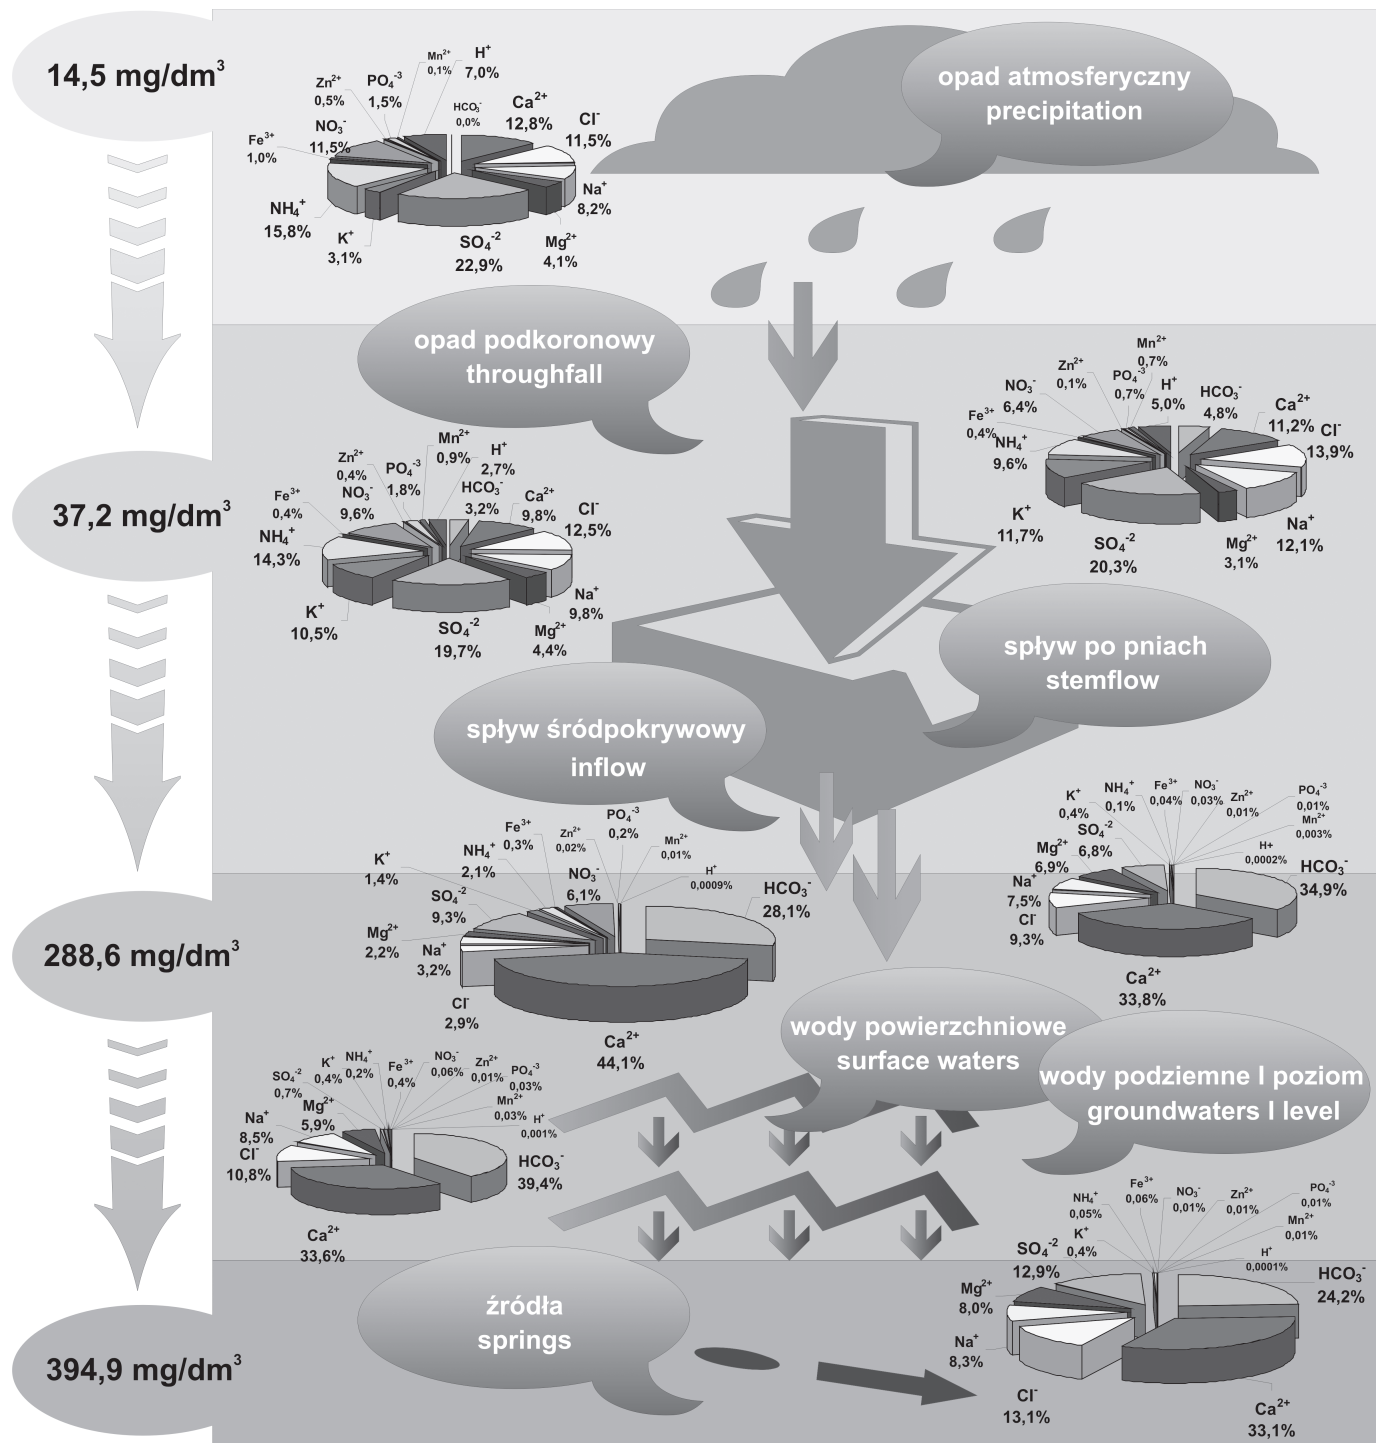 14,5 mg/dm³
opad atmosferyczny
precipitation
Zn²⁺
0,5%
PO₄⁻³
1,5%
Mn²⁺
0,1%
H⁺
7,0%
HCO₃⁻
0,0%
Ca²⁺
12,8%
Cl⁻
11,5%
NO₃⁻
11,5%
Fe³⁺
1,0%
Na⁺
8,2%
NH₄⁺
15,8%
K⁺
3,1%
SO₄⁻²
22,9%
Mg²⁺
4,1%
opad podkoronowy
throughfall
37,2 mg/dm³
Mn²⁺
0,9%
H⁺
2,7%
Zn²⁺
0,4%
PO₄⁻³
1,8%
HCO₃⁻
3,2%
Ca²⁺
9,8%
Cl⁻
12,5%
NO₃⁻
9,6%
Fe³⁺
0,4%
NH₄⁺
14,3%
K⁺
10,5%
SO₄⁻²
19,7%
Mg²⁺
4,4%
Na⁺
9,8%
Mn²⁺
0,7%
Zn²⁺
0,1%
PO₄⁻³
0,7%
H⁺
5,0%
HCO₃⁻
4,8%
Ca²⁺
11,2%
Cl⁻
13,9%
NO₃⁻
6,4%
Fe³⁺
0,4%
NH₄⁺
9,6%
K⁺
11,7%
SO₄⁻²
20,3%
Mg²⁺
3,1%
Na⁺
12,1%
spływ po pniach
stemflow
spływ śródpokrywowy
inflow
288,6 mg/dm³
PO₄⁻³
0,2%
Fe³⁺
0,3%
Zn²⁺
0,02%
Mn²⁺
0,01%
NH₄⁺
2,1%
K⁺
1,4%
NO₃⁻
6,1%
H⁺
0,0009%
HCO₃⁻
28,1%
SO₄⁻²
9,3%
Mg²⁺
2,2%
Na⁺
3,2%
Cl⁻
2,9%
Ca²⁺
44,1%
K⁺
0,4%
NH₄⁺
0,1%
Fe³⁺
0,04%
NO₃⁻
0,03%
Zn²⁺
0,01%
PO₄⁻³
0,01%
Mn²⁺
0,003%
SO₄⁻²
6,8%
Mg²⁺
6,9%
H+
0,0002%
HCO₃⁻
34,9%
Na⁺
7,5%
Cl⁻
9,3%
Ca²⁺
33,8%
wody powierzchniowe
surface waters
wody podziemne I poziom
groundwaters I level
SO₄⁻²
0,7%
K⁺
0,4%
NH₄⁺
0,2%
Fe³⁺
0,4%
NO₃⁻
0,06%
Zn²⁺
0,01%
PO₄⁻³
0,03%
Mn²⁺
0,03%
H⁺
0,001%
Mg²⁺
5,9%
Na⁺
8,5%
Cl⁻
10,8%
HCO₃⁻
39,4%
Ca²⁺
33,6%
394,9 mg/dm³
źródła
springs
NH₄⁺
0,05%
Fe³⁺
0,06%
NO₃⁻
0,01%
Zn²⁺
0,01%
PO₄⁻³
0,01%
Mn²⁺
0,01%
K⁺
0,4%
SO₄⁻²
12,9%
H⁺
0,0001%
HCO₃⁻
24,2%
Mg²⁺
8,0%
Na⁺
8,3%
Cl⁻
13,1%
Ca²⁺
33,1%